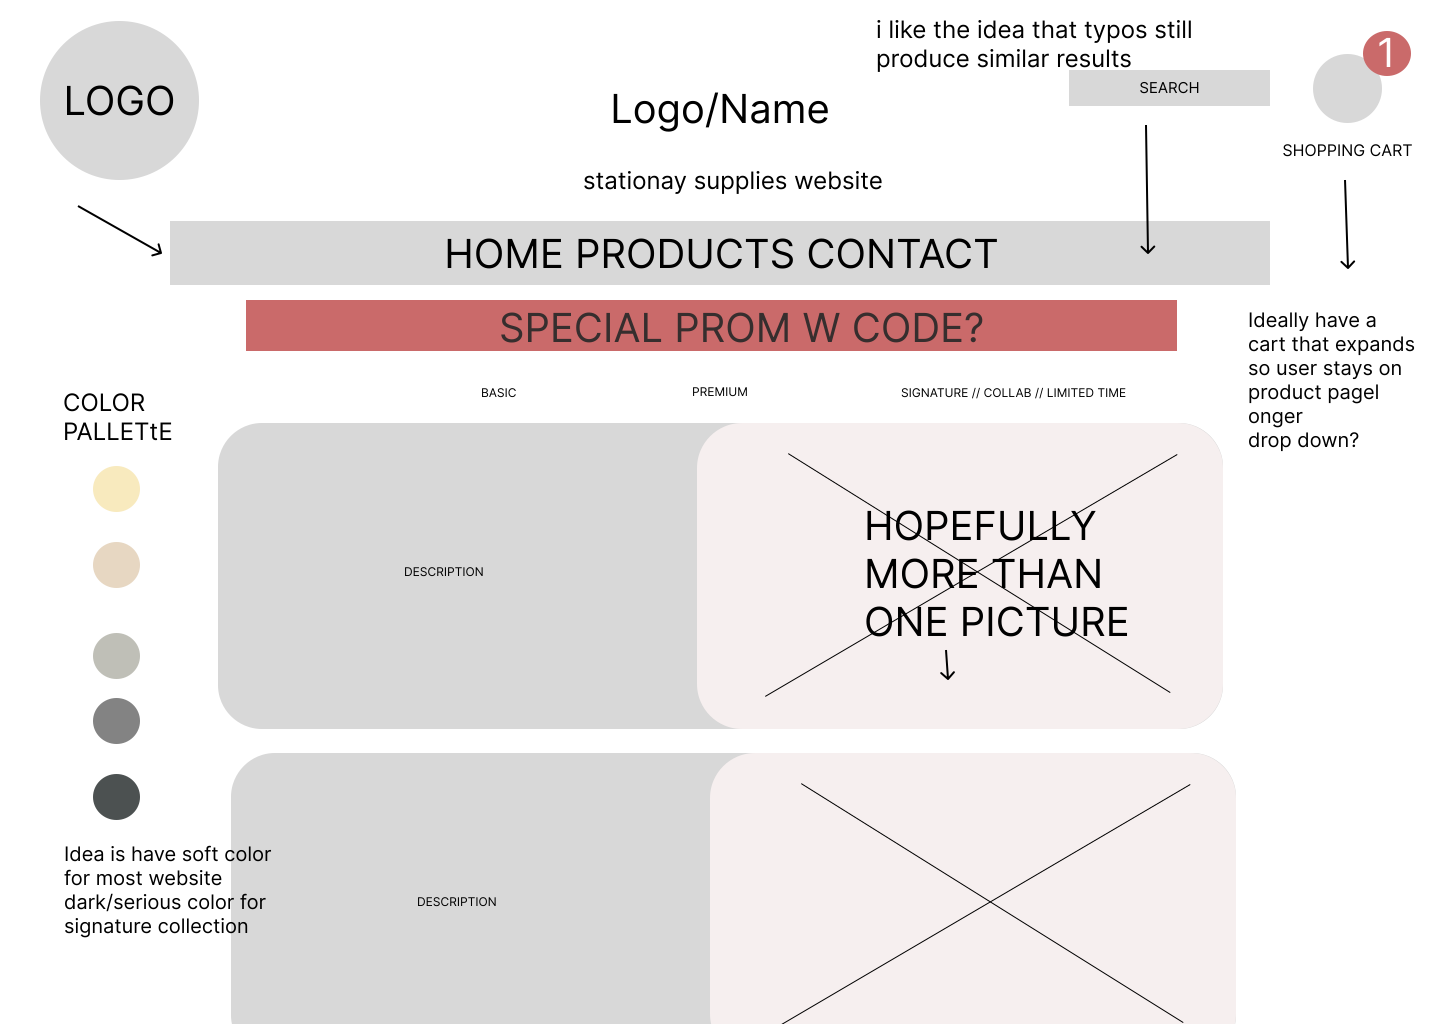 i like the idea that typos still
produce similar results
1
LOGO
Logo/Name
SEARCH
SHOPPING CART
stationay supplies website
HOME PRODUCTS CONTACT
SPECIAL PROM W CODE?
Ideally have a
cart that expands
so user stays on
product pagel
onger
drop down?
BASIC
PREMIUM
SIGNATURE // COLLAB // LIMITED TIME
COLOR
PALLETtE
DESCRIPTION
HOPEFULLY
MORE THAN
ONE PICTURE
Idea is have soft color
for most website
dark/serious color for
signature collection
DESCRIPTION